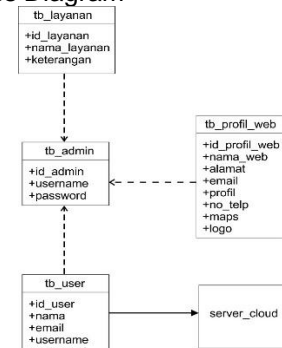 Diagram
tb_layanan
+id_layanan
+nama_layanan
+keterangan
tb_admin
+id_admin
+username
+password
tb_profil_web
+id_profil_web
+nama_web
+alamat
+email
+profil
+no_telp
+maps
+logo
tb_user
+id_user
+nama
+email
+username
server_cloud